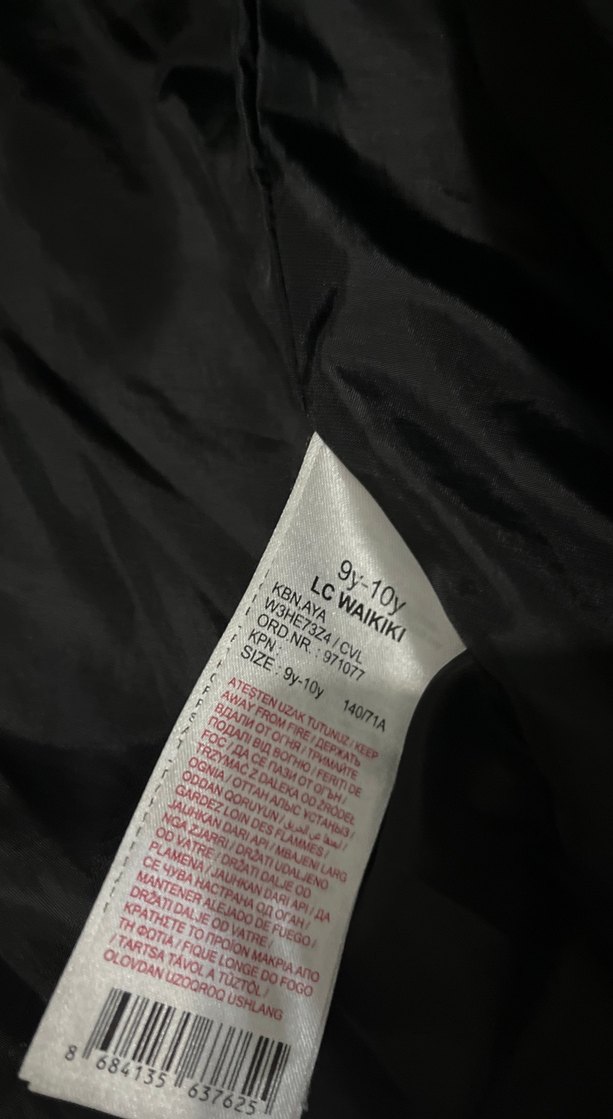 9y-10y
LC WAIKIKI
KBN.AYA
W3HE73Z4 / CVL
ORD.NR. : 971077
KPN :
SIZE : 9y-10y 140/71A
ATEŞTEN UZAK TUTUNUZ / KEEP
AWAY FROM FIRE / ДЕРЖАТЬ
ВДАЛИ ОТ ОГНЯ / ТРИМАЙТЕ
ПОДАЛІ ВІД ВОГНЮ / FERITI DE
FOC / ДА СЕ ПАЗИ ОТ ОГЪН /
TRZYMAĆ Z DALEKA OD ŹRÓDEŁ
OGNIA / ОТТАН АЛЫС ҰСТАҢЫЗ /
ODDAN QORUYUN /
GARDEZ LOIN DES FLAMMES /
JAUHKAN DARI API / MBAJENI LARG
NGA ZJARRI / DRŽATI UDALJENO
OD VATRE / DRŽATI DALJE OD
PLAMENA / JAUHKAN DARI API / ДА
СЕ ЧУВА НАСТРАНА ОД ОГАН /
MANTENER ALEJADO DE FUEGO /
DRŽATI DALJE OD VATRE /
ΚΡΑΤΗΣΤΕ ΤΟ ΠΡΟΪΟΝ ΜΑΚΡΙΑ ΑΠΟ
ΤΗ ΦΩΤΙΑ / FIQUE LONGE DO FOGO
/ TARTSA TÁVOL A TŰZTŐL /
OLOVDAN UZOQROQ USHLANG
8 684135 637625